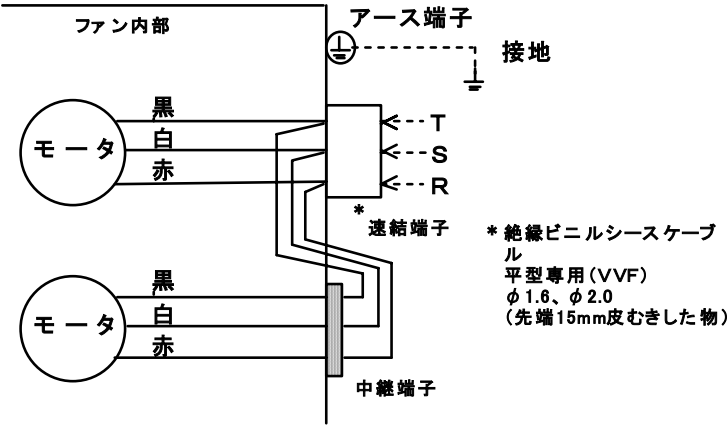 ファン内部
アース端子
接地
黒
白
赤
モータ
T
S
R
*
速結端子
* 絶縁ビニルシースケーブ
ル
平型専用(VVF)
φ1.6、φ2.0
(先端15mm皮むきした物)
黒
白
赤
モータ
中継端子